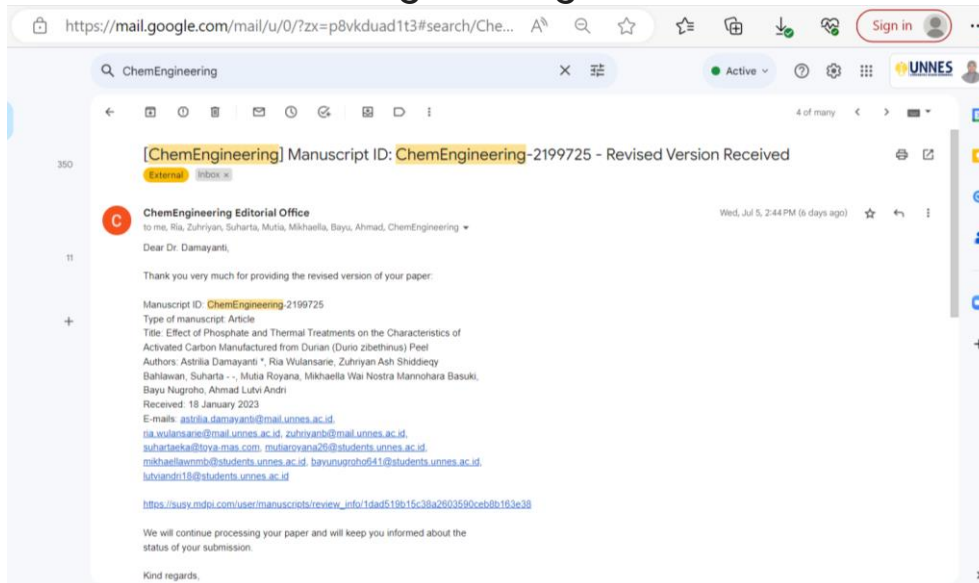 https://mail.google.com/mail/u/0/?zx=p8vkduad1t3#search/Che...
Sign in
ChemEngineering
Active
UNNES
4 of many
350
[ChemEngineering] Manuscript ID: ChemEngineering-2199725 - Revised Version Received
External Inbox x
C
ChemEngineering Editorial Office
Wed, Jul 5, 2:44 PM (6 days ago)
to me, Ria, Zuhriyan, Suharta, Mutia, Mikhaella, Bayu, Ahmad, ChemEngineering
Dear Dr. Damayanti,
11
Thank you very much for providing the revised version of your paper:
Manuscript ID: ChemEngineering-2199725
Type of manuscript: Article
Title: Effect of Phosphate and Thermal Treatments on the Characteristics of
Activated Carbon Manufactured from Durian (Durio zibethinus) Peel
Authors: Astrilia Damayanti *, Ria Wulansarie, Zuhriyan Ash Shiddieqy
Bahlawan, Suharta - -, Mutia Royana, Mikhaella Wai Nostra Mannohara Basuki,
Bayu Nugroho, Ahmad Lutvi Andri
Received: 18 January 2023
E-mails: astrilia.damayanti@mail.unnes.ac.id,
ria.wulansarie@mail.unnes.ac.id, zuhriyanb@mail.unnes.ac.id,
suhartaeka@toya-mas.com, mutiaroyana26@students.unnes.ac.id,
mikhaellawnmb@students.unnes.ac.id, bayunugroho641@students.unnes.ac.id,
lutviandri18@students.unnes.ac.id
https://susy.mdpi.com/user/manuscripts/review_info/1dad519b15c38a2603590ceb8b163e38
We will continue processing your paper and will keep you informed about the
status of your submission.
Kind regards,